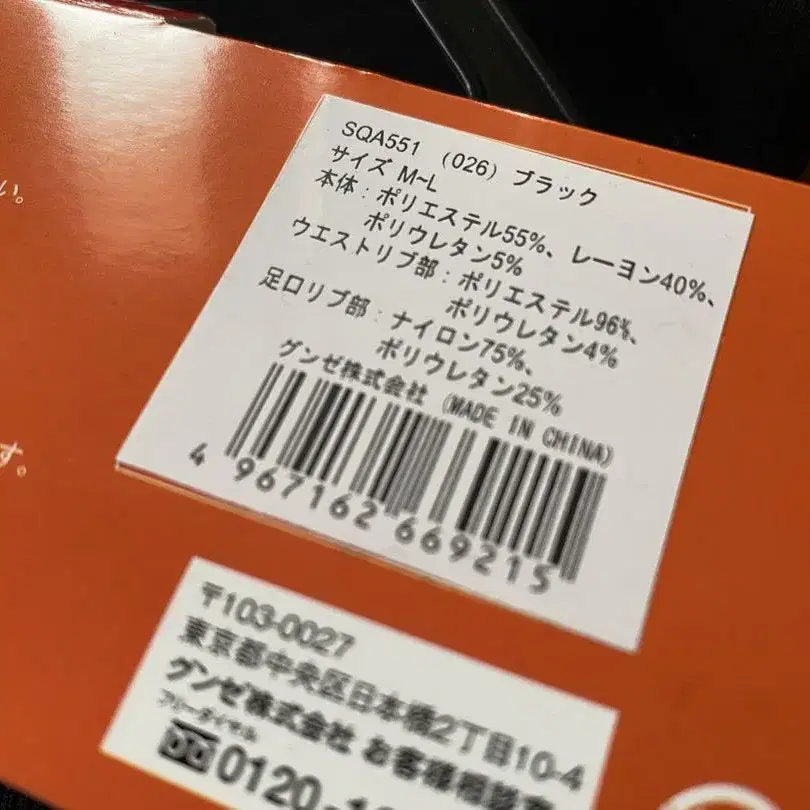 SQA551 (026) ブラック
サイズ M~L
本体：ポリエステル55%、レーヨン40%、
ポリウレタン5%
ウエストリブ部：ポリエステル96%、
ポリウレタン4%
足口リブ部：ナイロン75%、
ポリウレタン25%
グンゼ株式会社 (MADE IN CHINA)
4 967162 669215
〒103-0027
東京都中央区日本橋2丁目10-4
グンゼ株式会社 お客様相談室
フリーダイヤル
0120-
い。
す。